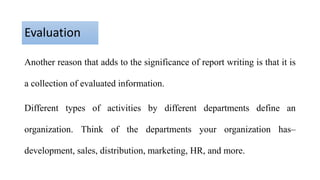 Evaluation
Another reason that adds to the significance of report writing is that it is
a collection of evaluated information.
Different types of activities by different departments define an
organization. Think of the departments your organization has–
development, sales, distribution, marketing, HR, and more.